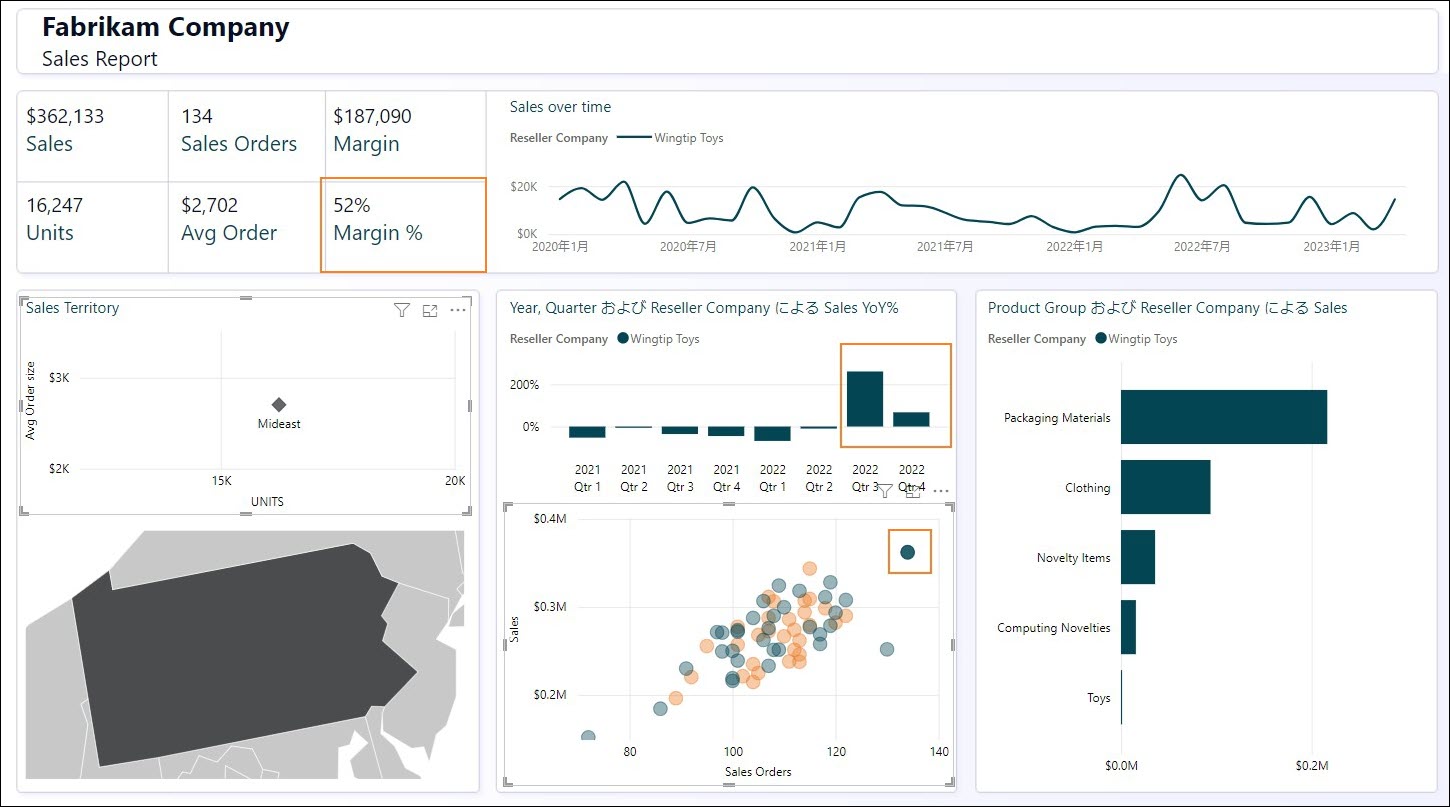 Fabrikam Company
Sales Report
$362,133
Sales
134
Sales Orders
$187,090
Margin
16,247
Units
$2,702
Avg Order
52%
Margin %
Sales over time
Reseller Company Wingtip Toys
$20K
$0K
2020年1月 2020年7月 2021年1月 2021年7月 2022年1月 2022年7月 2023年1月
Sales Territory
Avg Order size
$3K
$2K
Mideast
15K 20K
UNITS
Year, Quarter および Reseller Company による Sales YoY%
Reseller Company Wingtip Toys
200%
0%
2021 2021 2021 2021 2022 2022 2022 2022
Qtr 1 Qtr 2 Qtr 3 Qtr 4 Qtr 1 Qtr 2 Qtr 3 Qtr 4
$0.4M
$0.3M
$0.2M
Sales
80 100 120 140
Sales Orders
Product Group および Reseller Company による Sales
Reseller Company Wingtip Toys
Packaging Materials
Clothing
Novelty Items
Computing Novelties
Toys
$0.0M $0.2M